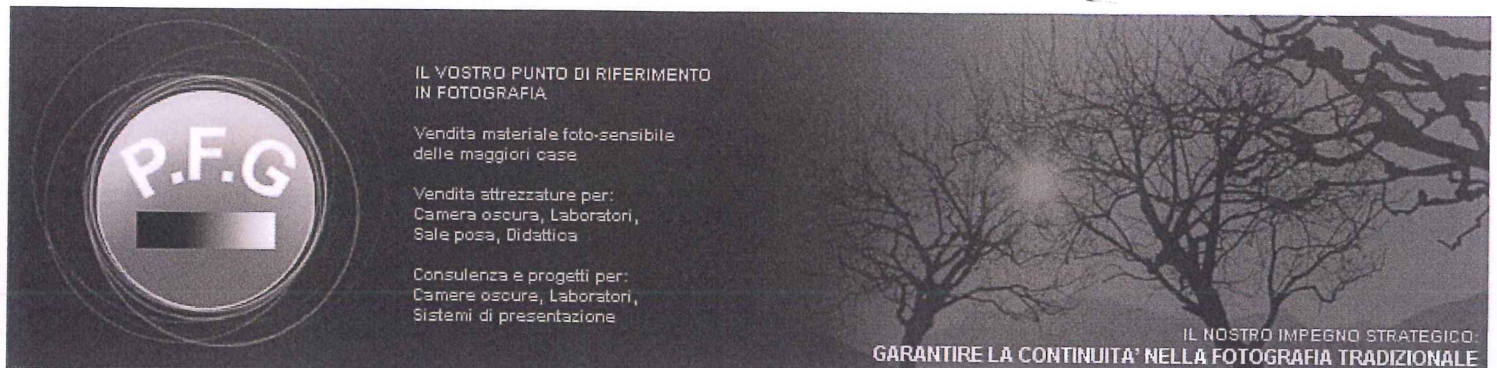 P.F.G
IL VOSTRO PUNTO DI RIFERIMENTO
IN FOTOGRAFIA
Vendita materiale foto-sensibile
delle maggiori case
Vendita attrezzature per:
Camera oscura, Laboratori,
Sale posa, Didattica
Consulenza e progetti per:
Camere oscure, Laboratori,
Sistemi di presentazione
IL NOSTRO IMPEGNO STRATEGICO:
GARANTIRE LA CONTINUITA' NELLA FOTOGRAFIA TRADIZIONALE